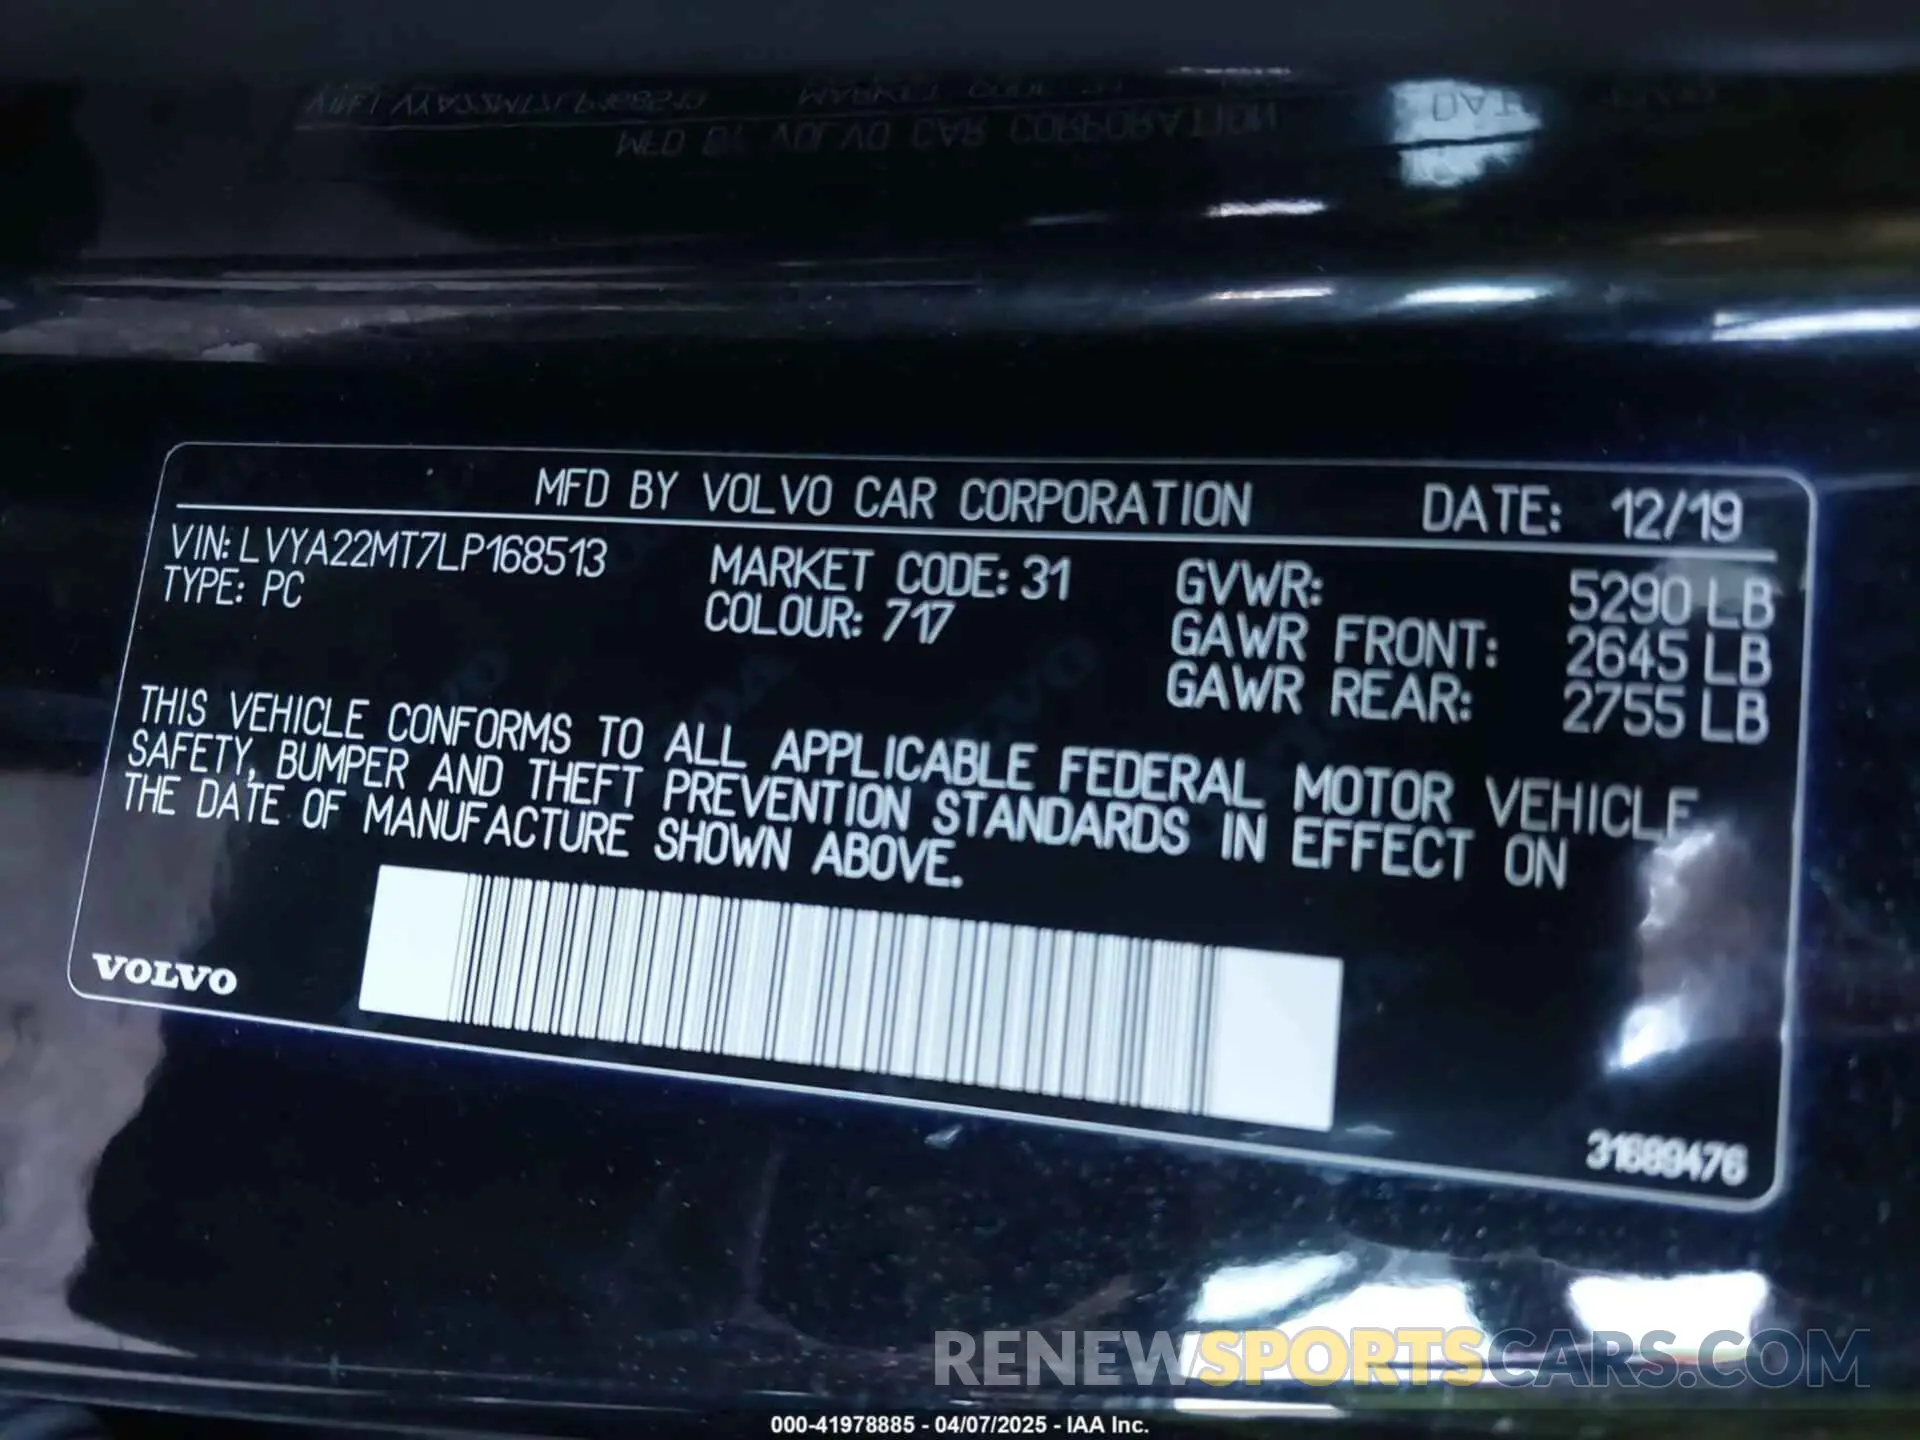 MFD BY VOLVO CAR CORPORATION DATE: 12/19
VIN: LVYA22MT7LP168513 MARKET CODE: 31 GVWR: 5290 LB
TYPE: PC COLOUR: 717 GAWR FRONT: 2645 LB
GAWR REAR: 2755 LB
THIS VEHICLE CONFORMS TO ALL APPLICABLE FEDERAL MOTOR VEHICLE
SAFETY, BUMPER AND THEFT PREVENTION STANDARDS IN EFFECT ON
THE DATE OF MANUFACTURE SHOWN ABOVE.
VOLVO
31689476
RENEWSPORTSCARS.COM
000-41978885 - 04/07/2025 - IAA Inc.